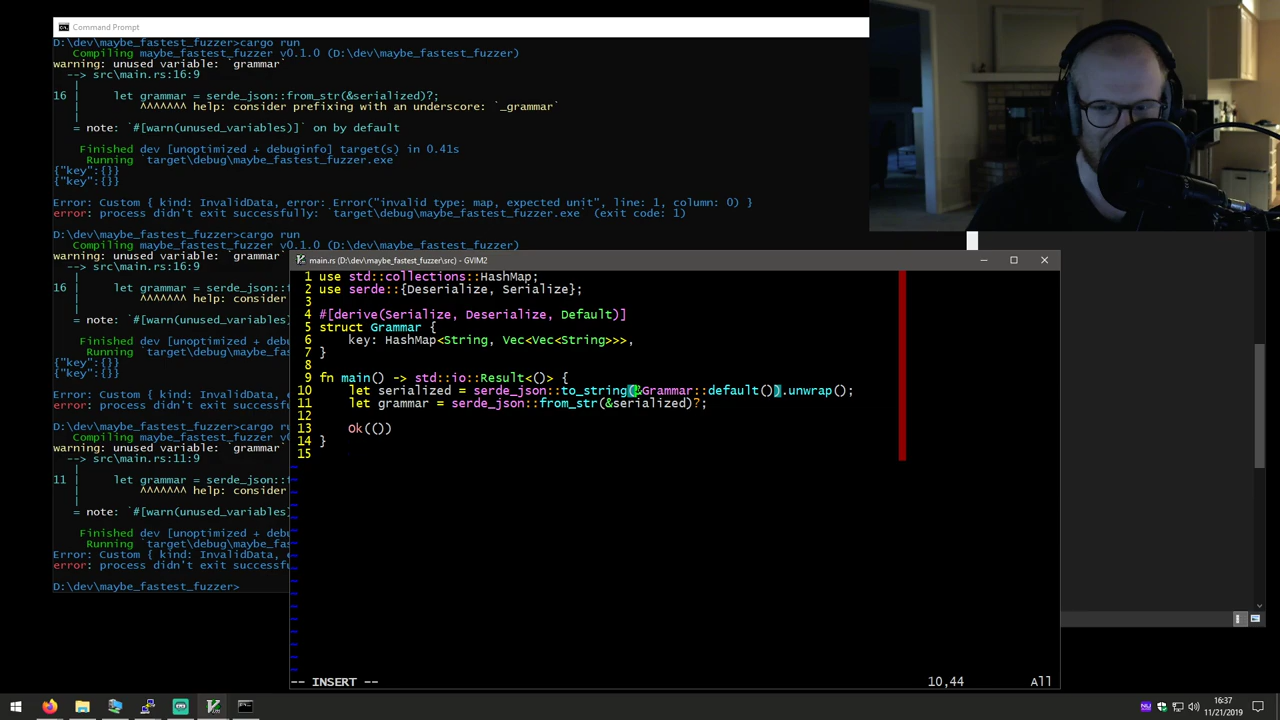 Command Prompt
D:\dev\maybe_fastest_fuzzer>cargo run
Compiling maybe_fastest_fuzzer v0.1.0 (D:\dev\maybe_fastest_fuzzer)
warning: unused variable: `grammar`
--> src\main.rs:16:9
|
16 |     let grammar = serde_json::from_str(&serialized)?;
|         ^^^^^^^ help: consider prefixing with an underscore: `_grammar`
|
= note: `#[warn(unused_variables)]` on by default
Finished dev [unoptimized + debuginfo] target(s) in 0.41s
Running `target\debug\maybe_fastest_fuzzer.exe`
{"key":{}}
{"key":{}}
Error: Custom { kind: InvalidData, error: Error("invalid type: map, expected unit", line: 1, column: 0) }
error: process didn't exit successfully: `target\debug\maybe_fastest_fuzzer.exe` (exit code: 1)
D:\dev\maybe_fastest_fuzzer>cargo run
Compiling maybe_fastest_fuzzer v0.1.0 (D:\dev\maybe_fastest_fuzzer)
warning: unused variable: `grammar`
--> src\main.rs:16:9
|
16 |     let grammar = serde_json::f
|         ^^^^^^^ help: consider
|
= note: `#[warn(unused_variables)]`
Finished dev [unoptimized + debu
Running `target\debug\maybe_fas
{"key":{}}
{"key":{}}
Error: Custom { kind: InvalidData, e
error: process didn't exit successfu
D:\dev\maybe_fastest_fuzzer>cargo ru
Compiling maybe_fastest_fuzzer v0
warning: unused variable: `grammar`
--> src\main.rs:11:9
|
11 |     let grammar = serde_json::f
|         ^^^^^^^ help: consider
|
= note: `#[warn(unused_variables)]`
Finished dev [unoptimized + debu
Running `target\debug\maybe_fas
Error: Custom { kind: InvalidData, e
error: process didn't exit successfu
D:\dev\maybe_fastest_fuzzer>
main.rs (D:\dev\maybe_fastest_fuzzer\src) - GVIM2
1 use std::collections::HashMap;
2 use serde::{Deserialize, Serialize};
3
4 #[derive(Serialize, Deserialize, Default)]
5 struct Grammar {
6     key: HashMap<String, Vec<Vec<String>>>,
7 }
8
9 fn main() -> std::io::Result<()> {
10     let serialized = serde_json::to_string(&Grammar::default()).unwrap();
11     let grammar = serde_json::from_str(&serialized)?;
12
13     Ok(())
14 }
15
-- INSERT --
10,44
All
16:37
11/21/2019